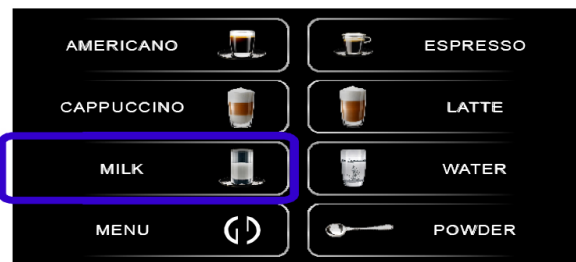 AMERICANO
ESPRESSO
CAPPUCCINO
LATTE
MILK
WATER
MENU
POWDER